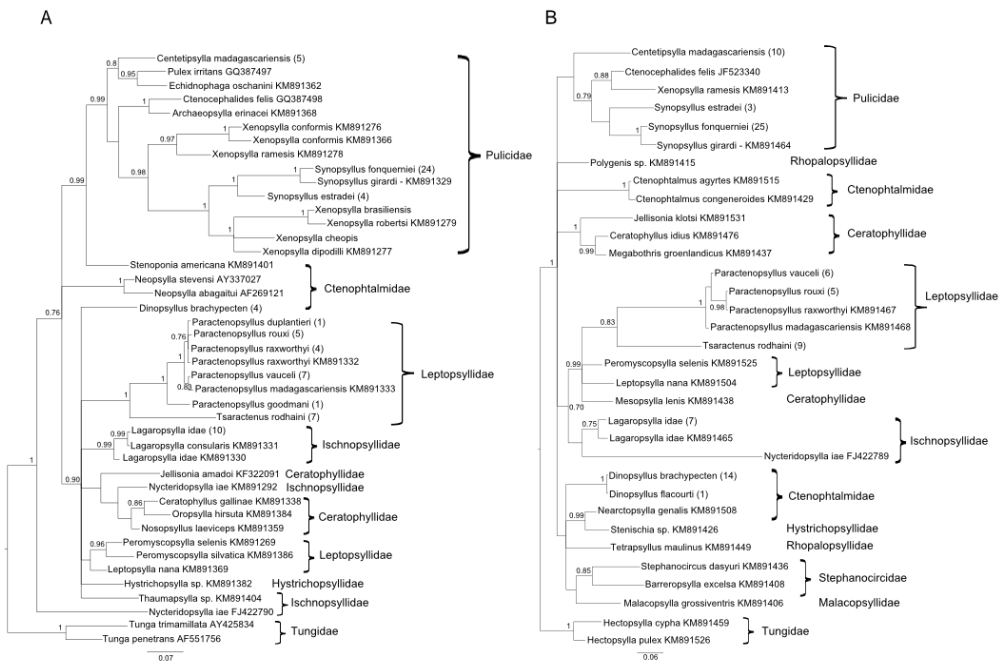 A
Centetipsylla madagascariensis (5)
0.8
Pulex irritans GQ387497
0.95
Echidnophaga oschanini KM891362
0.99
Ctenocephalides felis GQ387498
1
Archaeopsylla erinacei KM891368
Xenopsylla conformis KM891276
1
0.97
Xenopsylla conformis KM891366
Xenopsylla ramesis KM891278
Pulicidae
0.98
Synopsyllus fonquerniei (24)
1
1
Synopsyllus girardi - KM891329
0.99
Synopsyllus estradei (4)
1
Xenopsylla brasiliensis
1
Xenopsylla robertsi KM891279
1
Xenopsylla cheopis
Xenopsylla dipodilli KM891277
Stenoponia americana KM891401
Neopsylla stevensi AY337027
1
Neopsylla abagaitui AF269121
Ctenophtalmidae
0.76
Dinopsyllus brachypecten (4)
Paractenopsyllus duplantieri (1)
Paractenopsyllus rouxi (5)
0.76
Paractenopsyllus raxworthyi (4)
1
Paractenopsyllus raxworthyi KM891332
Paractenopsyllus vauceli (7)
Leptopsyllidae
1
Paractenopsyllus madagascariensis KM891333
1
Paractenopsyllus goodmani (1)
Tsaractenus rodhaini (7)
Lagaropsylla idae (10)
0.99
0.99
Lagaropsylla consularis KM891331
Ischnopsyllidae
Lagaropsylla idae KM891330
1
Jellisonia amadoi KF322091
Ceratophyllidae
0.90
Nycteridopsylla iae KM891292
Ischnopsyllidae
1
Ceratophyllus gallinae KM891338
0.86
Oropsylla hirsuta KM891384
Ceratophyllidae
Nosopsyllus laeviceps KM891359
0.96
Peromyscopsylla selenis KM891269
Peromyscopsylla silvatica KM891386
Leptopsyllidae
Leptopsylla nana KM891369
Hystrichopsylla sp. KM891382
Hystrichopsyllidae
Thaumapsylla sp. KM891404
Ischnopsyllidae
Nycteridopsylla iae FJ422790
1
Tunga trimamillata AY425834
Tungidae
Tunga penetrans AF551756
0.07
B
Centetipsylla madagascariensis (10)
Ctenocephalides felis JF523340
0.88
Xenopsylla ramesis KM891413
0.79
Pulicidae
Synopsyllus estradei (3)
Synopsyllus fonquerniei (25)
1
Synopsyllus girardi - KM891464
Polygenis sp. KM891415
Rhopalopsyllidae
Ctenophtalmus agyrtes KM891515
1
Ctenophtalmus congeneroides KM891429
Ctenophtalmidae
Jellisonia klotsi KM891531
1
Ceratophyllus idius KM891476
Ceratophyllidae
0.99
Megabothris groenlandicus KM891437
1
Paractenopsyllus vauceli (6)
1
Paractenopsyllus rouxi (5)
Leptopsyllidae
0.98
Paractenopsyllus raxworthyi KM891467
0.83
Paractenopsyllus madagascariensis KM891468
Tsaractenus rodhaini (9)
0.99
Peromyscopsylla selenis KM891525
Leptopsyllidae
Leptopsylla nana KM891504
Mesopsylla lenis KM891438
Ceratophyllidae
0.70
Lagaropsylla idae (7)
0.75
Lagaropsylla idae KM891465
Ischnopsyllidae
Nycteridopsylla iae FJ422789
Dinopsyllus brachypecten (14)
1
Dinopsyllus flacourti (1)
Ctenophtalmidae
0.99
Nearctopsylla genalis KM891508
Stenischia sp. KM891426
Hystrichopsyllidae
Tetrapsyllus maulinus KM891449
Rhopalopsyllidae
Stephanocircus dasyuri KM891436
0.85
Barreropsylla excelsa KM891408
Stephanocircidae
Malacopsylla grossiventris KM891406
Malacopsyllidae
Hectopsylla cypha KM891459
1
Tungidae
Hectopsylla pulex KM891526
0.06